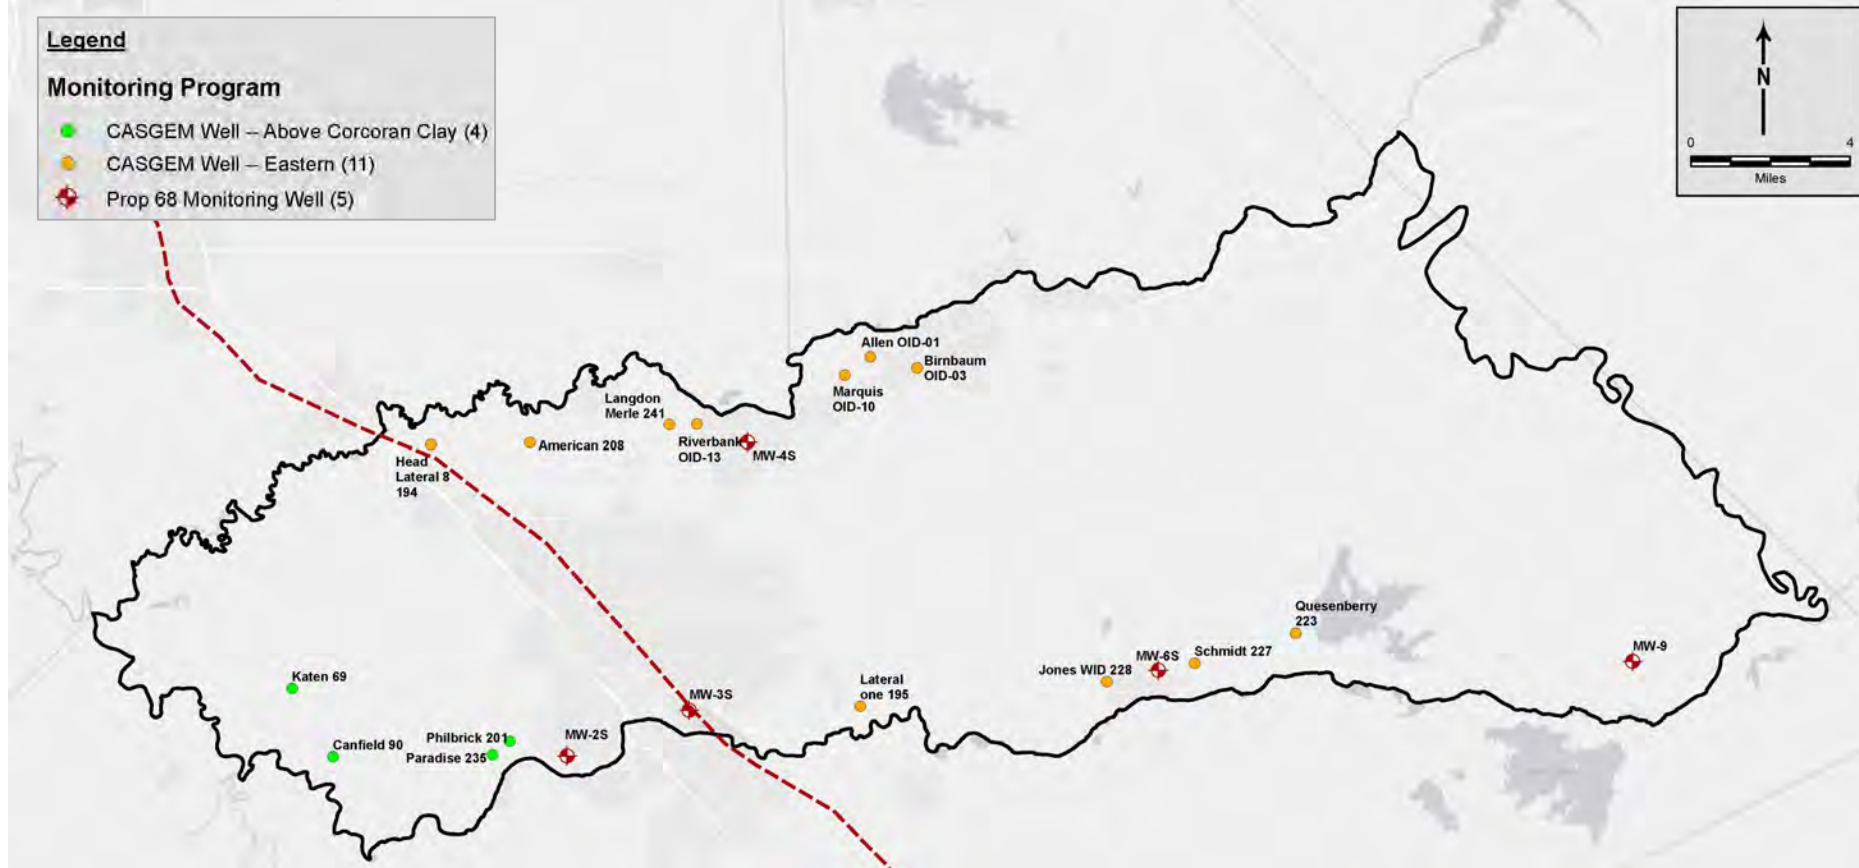 Legend
Monitoring Program
CASGEM Well – Above Corcoran Clay (4)
CASGEM Well – Eastern (11)
Prop 68 Monitoring Well (5)
N
0 4
Miles
Allen OID-01
Birnbaum
OID-03
Marquis
OID-10
Langdon
Merle 241
Riverbank
OID-13
MW-4S
American 208
Head
Lateral 8
194
Quesenberry
223
Schmidt 227
MW-6S
Jones WID 228
MW-9
Lateral
one 195
MW-3S
Katen 69
MW-2S
Philbrick 201
Paradise 235
Canfield 90